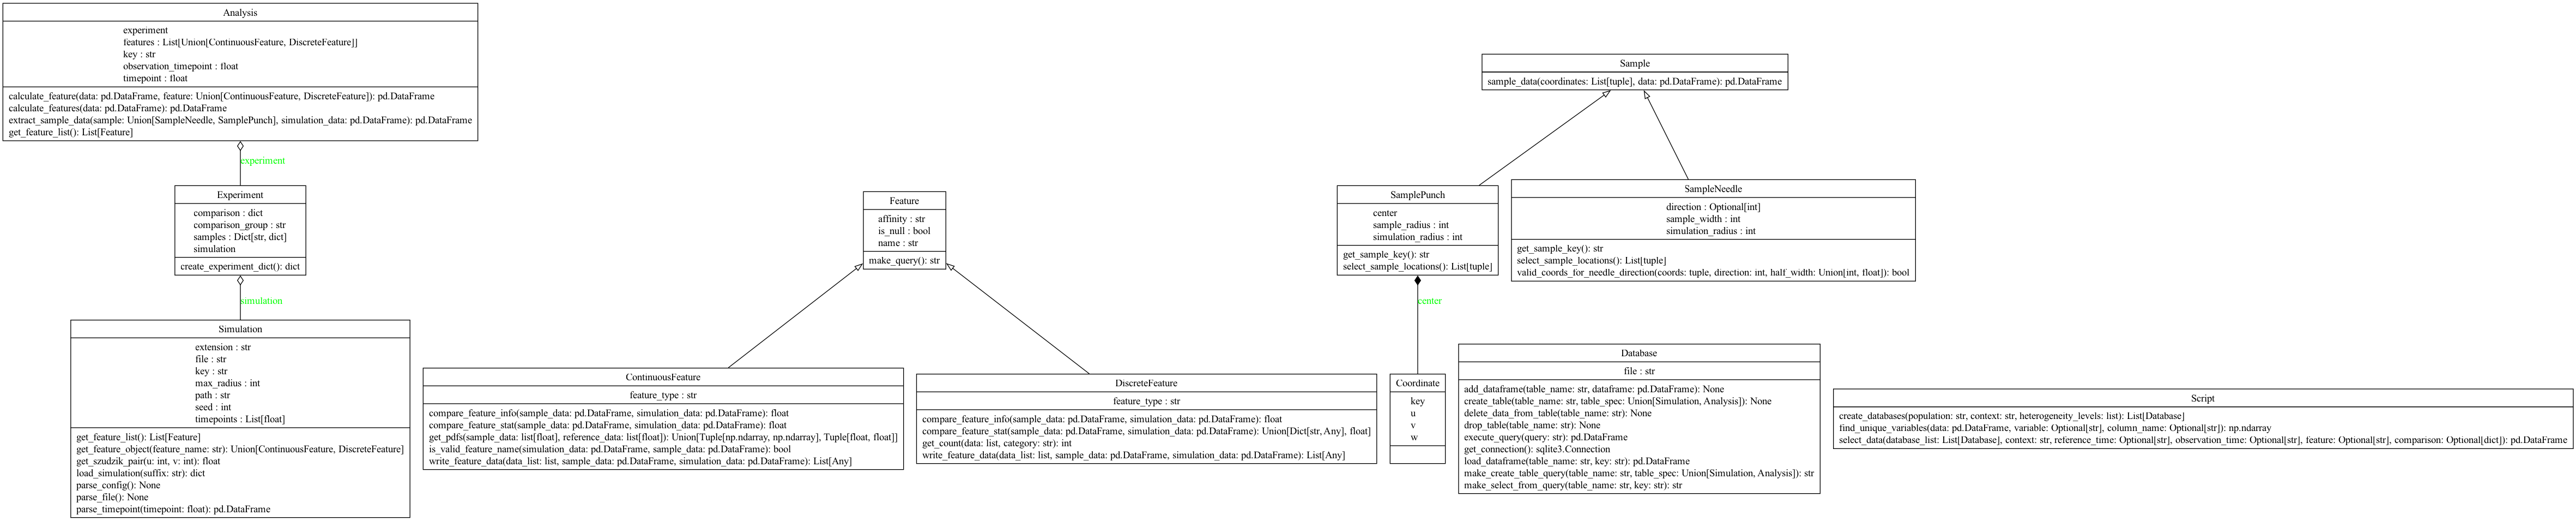 Analysis
experiment
features : List[Union[ContinuousFeature, DiscreteFeature]]
key : str
observation_timepoint : float
timepoint : float
calculate_feature(data: pd.DataFrame, feature: Union[ContinuousFeature, DiscreteFeature]): pd.DataFrame
calculate_features(data: pd.DataFrame): pd.DataFrame
extract_sample_data(sample: Union[SampleNeedle, SamplePunch], simulation_data: pd.DataFrame): pd.DataFrame
get_feature_list(): List[Feature]
experiment
Experiment
comparison : dict
comparison_group : str
samples : Dict[str, dict]
simulation
create_experiment_dict(): dict
simulation
Simulation
extension : str
file : str
key : str
max_radius : int
path : str
seed : int
timepoints : List[float]
get_feature_list(): List[Feature]
get_feature_object(feature_name: str): Union[ContinuousFeature, DiscreteFeature]
get_szudzik_pair(u: int, v: int): float
load_simulation(suffix: str): dict
parse_config(): None
parse_file(): None
parse_timepoint(timepoint: float): pd.DataFrame
Feature
affinity : str
is_null : bool
name : str
make_query(): str
ContinuousFeature
feature_type : str
compare_feature_info(sample_data: pd.DataFrame, simulation_data: pd.DataFrame): float
compare_feature_stat(sample_data: pd.DataFrame, simulation_data: pd.DataFrame): float
get_pdfs(sample_data: list[float], reference_data: list[float]): Union[Tuple[np.ndarray, np.ndarray], Tuple[float, float]]
is_valid_feature_name(simulation_data: pd.DataFrame, sample_data: pd.DataFrame): bool
write_feature_data(data_list: list, sample_data: pd.DataFrame, simulation_data: pd.DataFrame): List[Any]
DiscreteFeature
feature_type : str
compare_feature_info(sample_data: pd.DataFrame, simulation_data: pd.DataFrame): float
compare_feature_stat(sample_data: pd.DataFrame, simulation_data: pd.DataFrame): Union[Dict[str, Any], float]
get_count(data: list, category: str): int
write_feature_data(data_list: list, sample_data: pd.DataFrame, simulation_data: pd.DataFrame): List[Any]
Sample
sample_data(coordinates: List[tuple], data: pd.DataFrame): pd.DataFrame
SamplePunch
center
sample_radius : int
simulation_radius : int
get_sample_key(): str
select_sample_locations(): List[tuple]
SampleNeedle
direction : Optional[int]
sample_width : int
simulation_radius : int
get_sample_key(): str
select_sample_locations(): List[tuple]
valid_coords_for_needle_direction(coords: tuple, direction: int, half_width: Union[int, float]): bool
center
Coordinate
key
u
v
w
Database
file : str
add_dataframe(table_name: str, dataframe: pd.DataFrame): None
create_table(table_name: str, table_spec: Union[Simulation, Analysis]): None
delete_data_from_table(table_name: str): None
drop_table(table_name: str): None
execute_query(query: str): pd.DataFrame
get_connection(): sqlite3.Connection
load_dataframe(table_name: str, key: str): pd.DataFrame
make_create_table_query(table_name: str, table_spec: Union[Simulation, Analysis]): str
make_select_from_query(table_name: str, key: str): str
Script
create_databases(population: str, context: str, heterogeneity_levels: list): List[Database]
find_unique_variables(data: pd.DataFrame, variable: Optional[str], column_name: Optional[str]): np.ndarray
select_data(database_list: List[Database], context: str, reference_time: Optional[str], observation_time: Optional[str], feature: Optional[str], comparison: Optional[dict]): pd.DataFrame